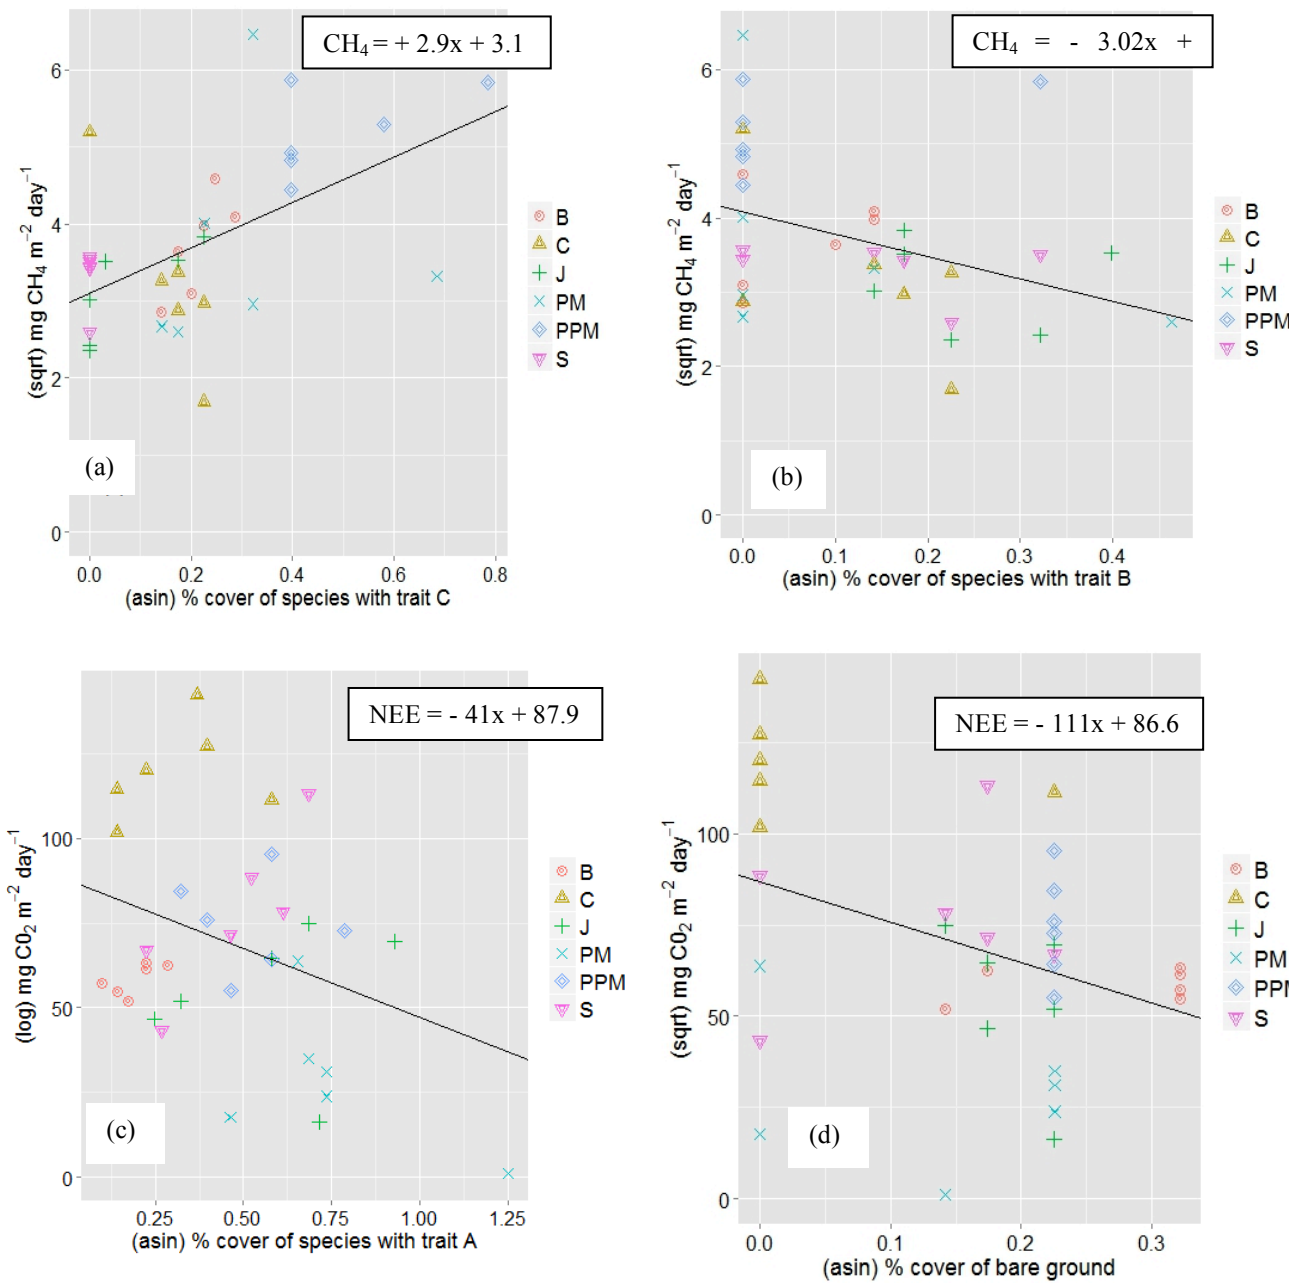 CH₄ = + 2.9x + 3.1
(sqrt) mg CH₄ m⁻² day⁻¹
6
4
2
0
0.0 0.2 0.4 0.6 0.8
(asin) % cover of species with trait C
B
C
J
PM
PPM
S
(a)
CH₄ = - 3.02x +
(sqrt) mg CH₄ m⁻² day⁻¹
6
4
2
0
0.0 0.1 0.2 0.3 0.4
(asin) % cover of species with trait B
B
C
J
PM
PPM
S
(b)
NEE = - 41x + 87.9
(log) mg C0₂ m⁻² day⁻¹
100
50
0
0.25 0.50 0.75 1.00 1.25
(asin) % cover of species with trait A
B
C
J
PM
PPM
S
(c)
NEE = - 111x + 86.6
(sqrt) mg C0₂ m⁻² day⁻¹
100
50
0
0.0 0.1 0.2 0.3
(asin) % cover of bare ground
B
C
J
PM
PPM
S
(d)